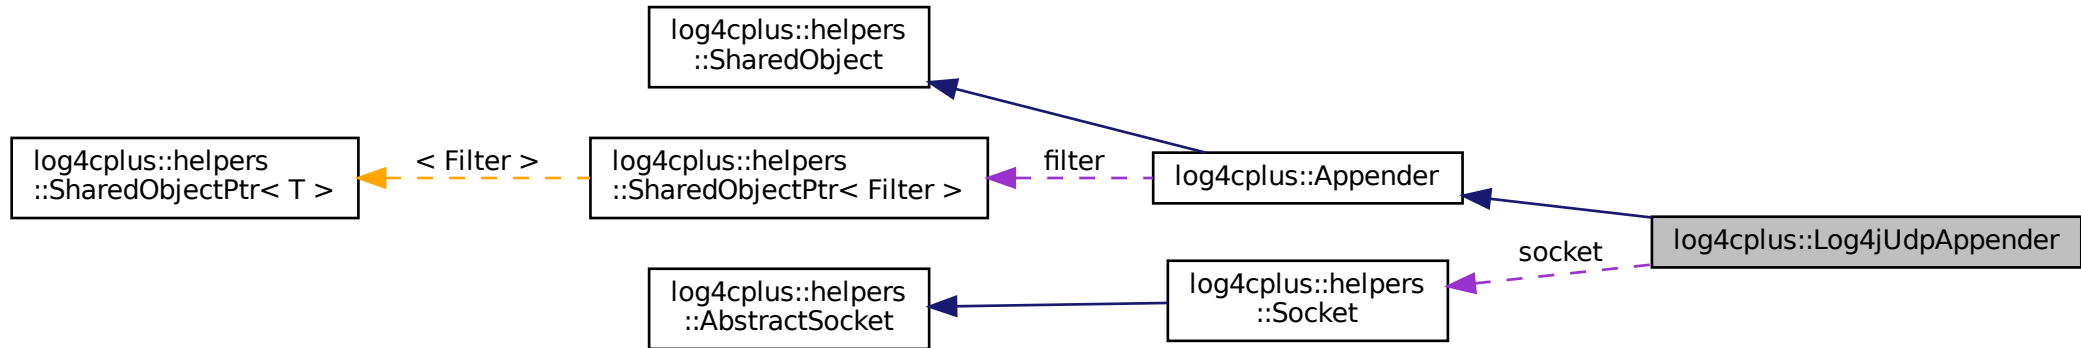 log4cplus::helpers
::SharedObject
log4cplus::helpers
::SharedObjectPtr< T >
< Filter >
log4cplus::helpers
::SharedObjectPtr< Filter >
filter
log4cplus::Appender
log4cplus::Log4jUdpAppender
socket
log4cplus::helpers
::AbstractSocket
log4cplus::helpers
::Socket